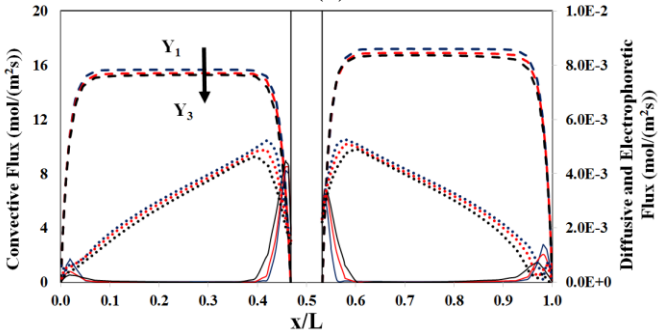 20
16
12
8
4
0
Convective Flux (mol/(m²s))
Y₁
Y₃
1.0E-2
8.0E-3
6.0E-3
4.0E-3
2.0E-3
0.0E+0
Diffusive and Electrophoretic
Flux (mol/(m²s))
0.0 0.1 0.2 0.3 0.4 0.5 0.6 0.7 0.8 0.9 1.0
x/L